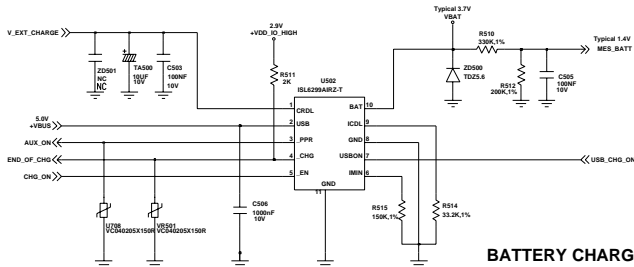 V_EXT_CHARGE
2.9V
+VDD_IO_HIGH
Typical 3.7V
VBAT
R510
330K,1%
Typical 1.4V
MES_BATT
ZD501
NC
NC
TA500
10UF
10V
C503
100NF
10V
R511
2K
U502
ISL6299AIRZ-T
ZD500
TDZ5.6
R512
200K,1%
C505
100NF
10V
1
CRDL
BAT
10
5.0V
+VBUS
2
USB
ICDL
9
AUX_ON
3
_PPR
GND
8
END_OF_CHG
4
_CHG
USBON
7
USB_CHG_ON
CHG_ON
5
_EN
IMIN
6
GND
11
U708
VC040205X150R
VR501
VC040205X150R
C506
1000nF
10V
R515
150K,1%
R514
33.2K,1%
BATTERY CHARG